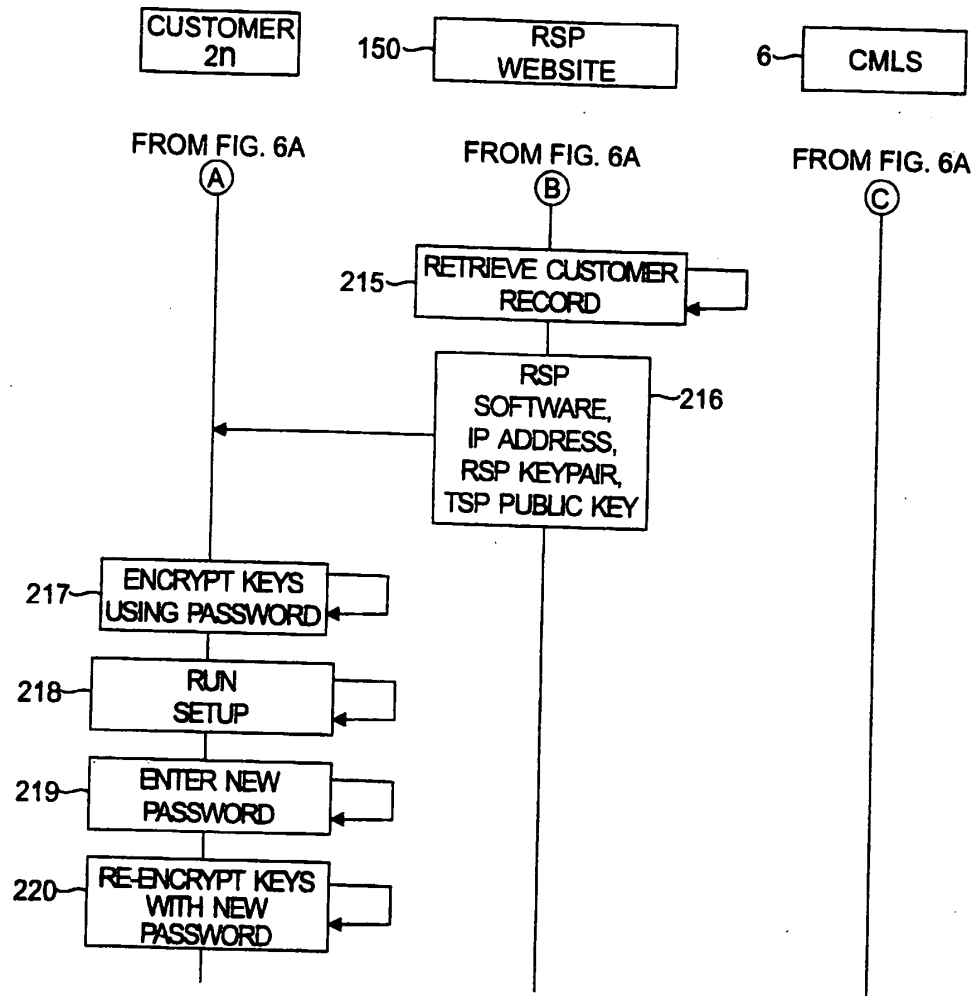 CUSTOMER
2n
150
RSP
WEBSITE
6
CMLS
FROM FIG. 6A
A
FROM FIG. 6A
B
FROM FIG. 6A
C
215
RETRIEVE CUSTOMER
RECORD
RSP
SOFTWARE,
IP ADDRESS,
RSP KEYPAIR,
TSP PUBLIC KEY
216
217
ENCRYPT KEYS
USING PASSWORD
218
RUN
SETUP
219
ENTER NEW
PASSWORD
220
RE-ENCRYPT KEYS
WITH NEW
PASSWORD